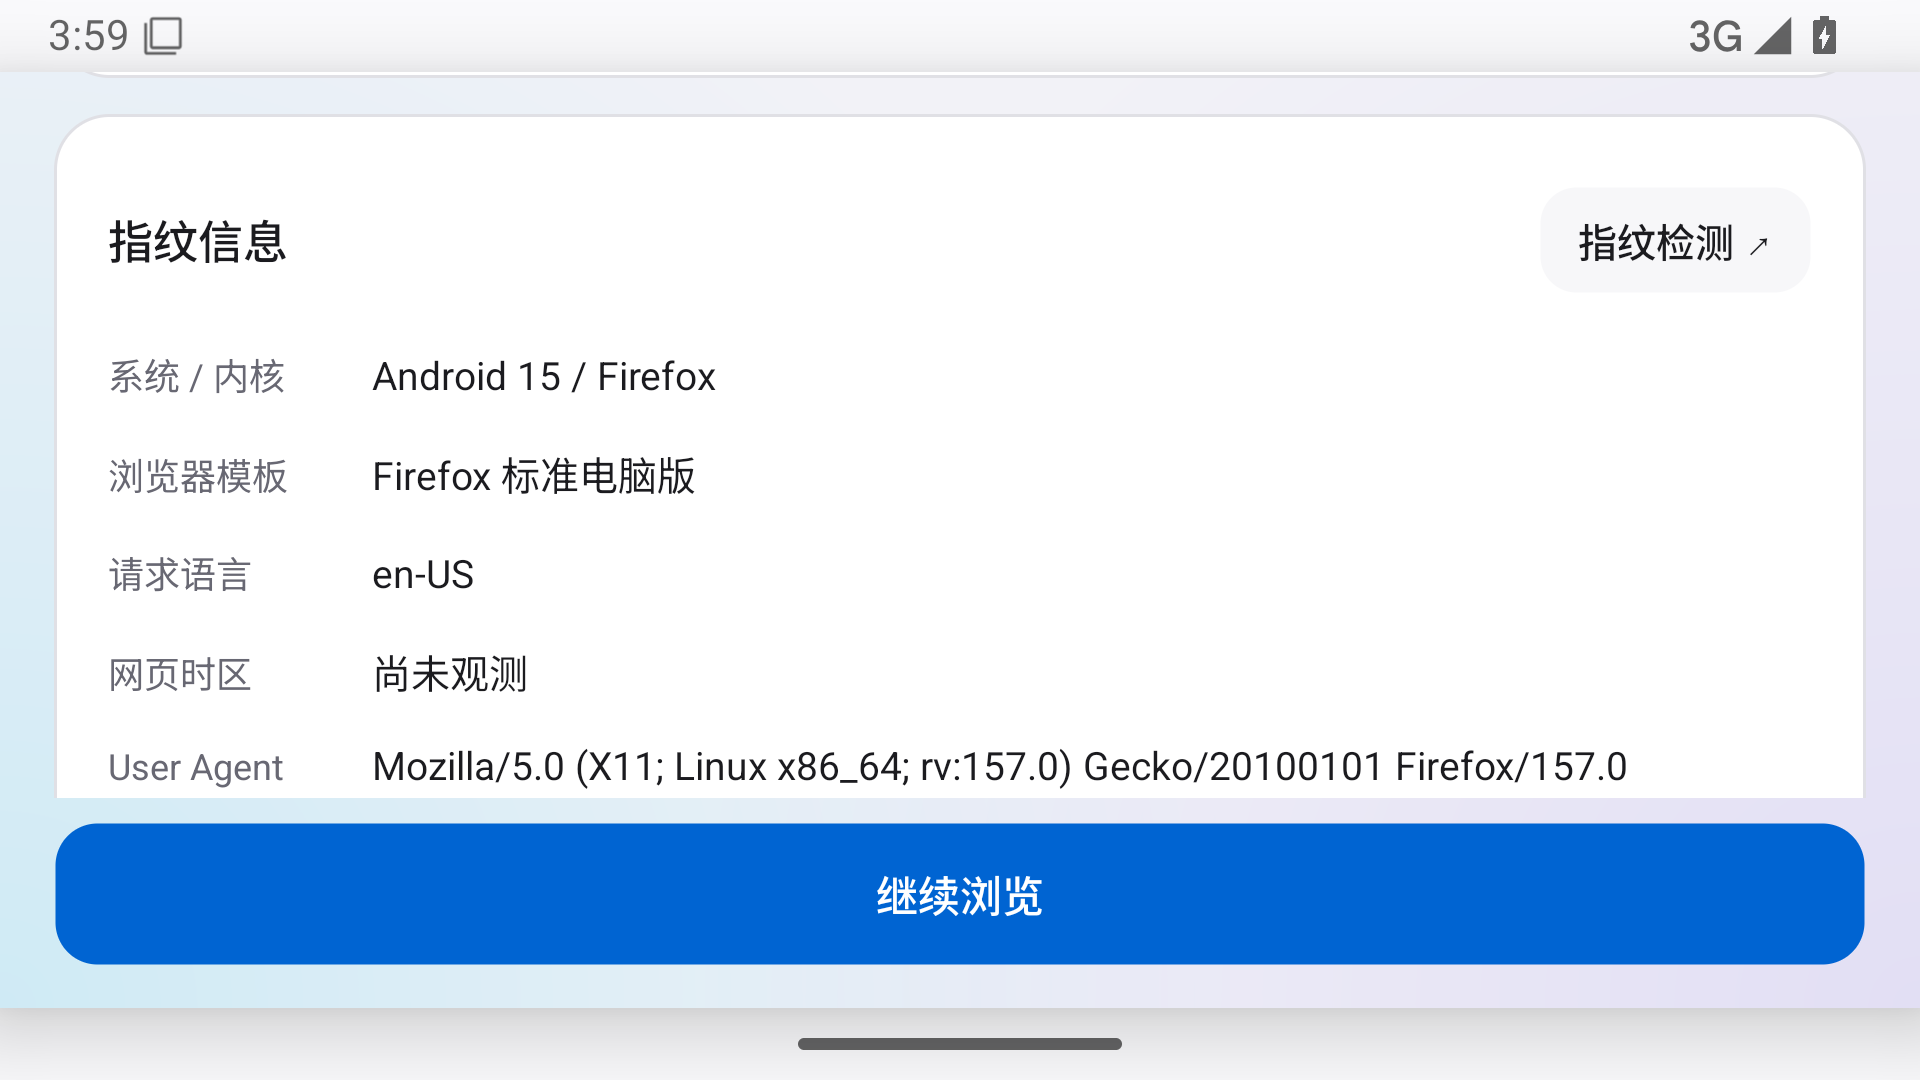 3:59
3G
指纹信息
指纹检测 ↗
系统 / 内核 Android 15 / Firefox
浏览器模板 Firefox 标准电脑版
请求语言 en-US
网页时区 尚未观测
User Agent Mozilla/5.0 (X11; Linux x86_64; rv:157.0) Gecko/20100101 Firefox/157.0
继续浏览